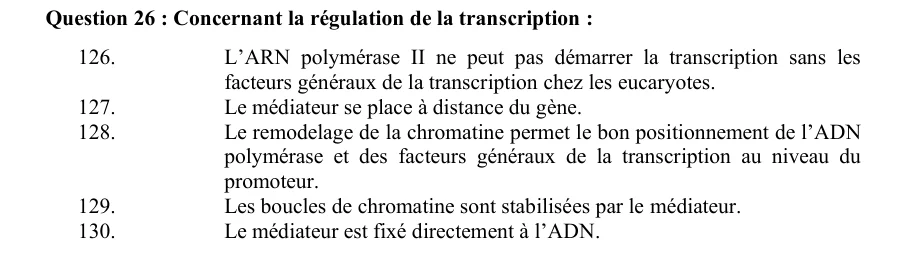 Question 26 : Concernant la régulation de la transcription :
126. L’ARN polymérase II ne peut pas démarrer la transcription sans les
facteurs généraux de la transcription chez les eucaryotes.
127. Le médiateur se place à distance du gène.
128. Le remodelage de la chromatine permet le bon positionnement de l’ADN
polymérase et des facteurs généraux de la transcription au niveau du
promoteur.
129. Les boucles de chromatine sont stabilisées par le médiateur.
130. Le médiateur est fixé directement à l’ADN.